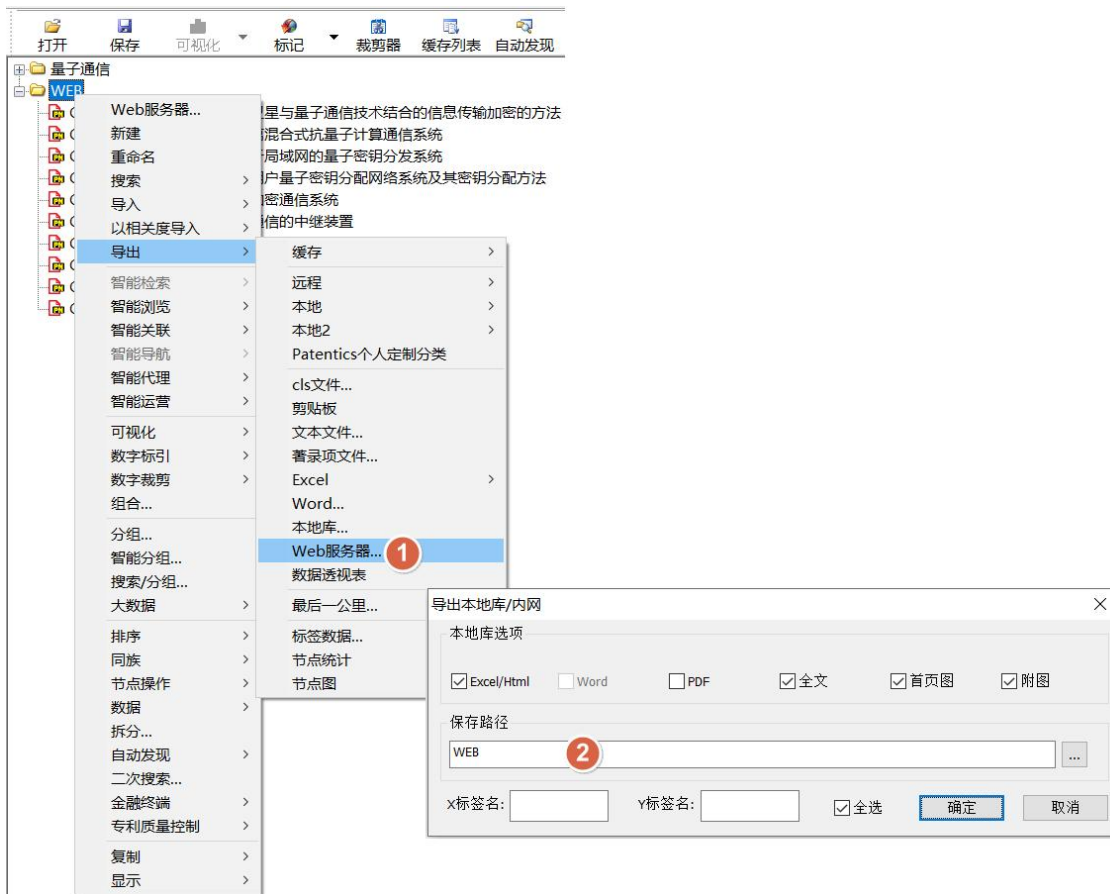 打开 保存 可视化 标记 裁剪器 缓存列表 自动发现
量子通信
WEB
Web服务器...
星与量子通信技术结合的信息传输加密的方法
新建
混合式抗量子计算通信系统
重命名
局域网的量子密钥分发系统
搜索
户量子密钥分配网络系统及其密钥分配方法
导入
密通信系统
以相关度导入
信的中继装置
导出
智能检索
智能浏览
智能关联
智能导航
智能代理
智能运营
可视化
数字标引
数字裁剪
组合...
分组...
智能分组...
搜索/分组...
大数据
排序
同族
节点操作
数据
拆分...
自动发现
二次搜索...
金融终端
专利质量控制
复制
显示
缓存
远程
本地
本地2
Patentics个人定制分类
cls文件...
剪贴板
文本文件...
著录项文件...
Excel
Word...
本地库...
Web服务器... 1
数据透视表
最后一公里...
标签数据...
节点统计
节点图
导出本地库/内网
本地库选项
Excel/Html Word PDF 全文 首页图 附图
保存路径
WEB 2 ...
X标签名: Y标签名: 全选 确定 取消